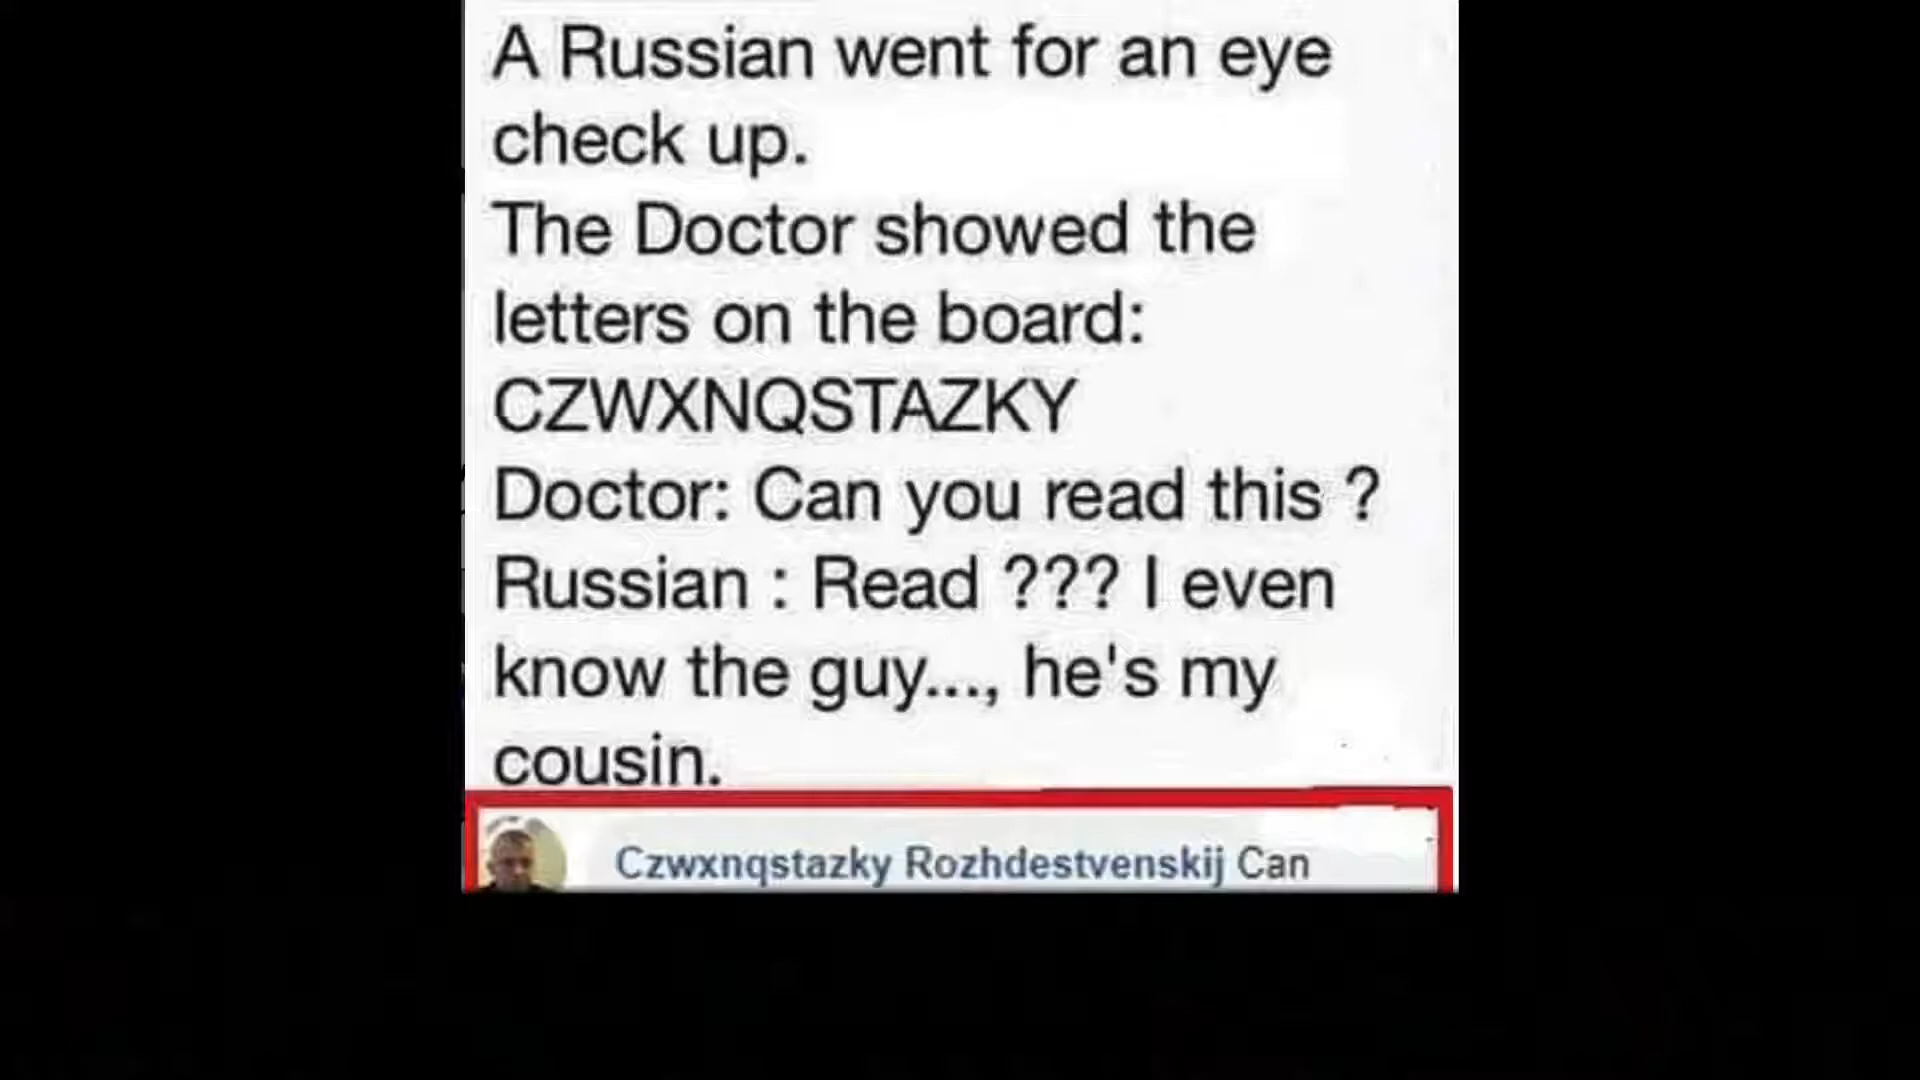 A Russian went for an eye
check up.
The Doctor showed the
letters on the board:
CZWXNQSTAZKY
Doctor: Can you read this ?
Russian : Read ??? I even
know the guy..., he's my
cousin.
Czwxnqstazky Rozhdestvenskij Can